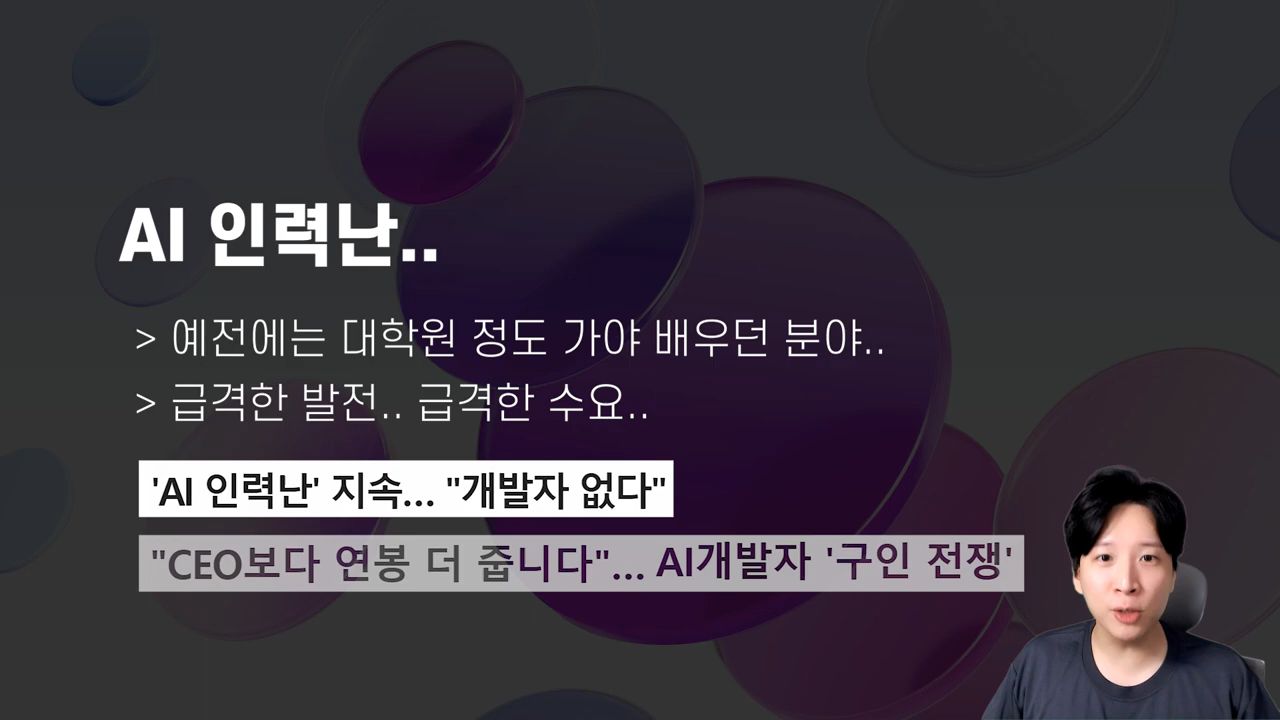 AI 인력난..
> 예전에는 대학원 정도 가야 배우던 분야..
> 급격한 발전.. 급격한 수요..
'AI 인력난' 지속... "개발자 없다"
"CEO보다 연봉 더 줍니다"... AI개발자 '구인 전쟁'